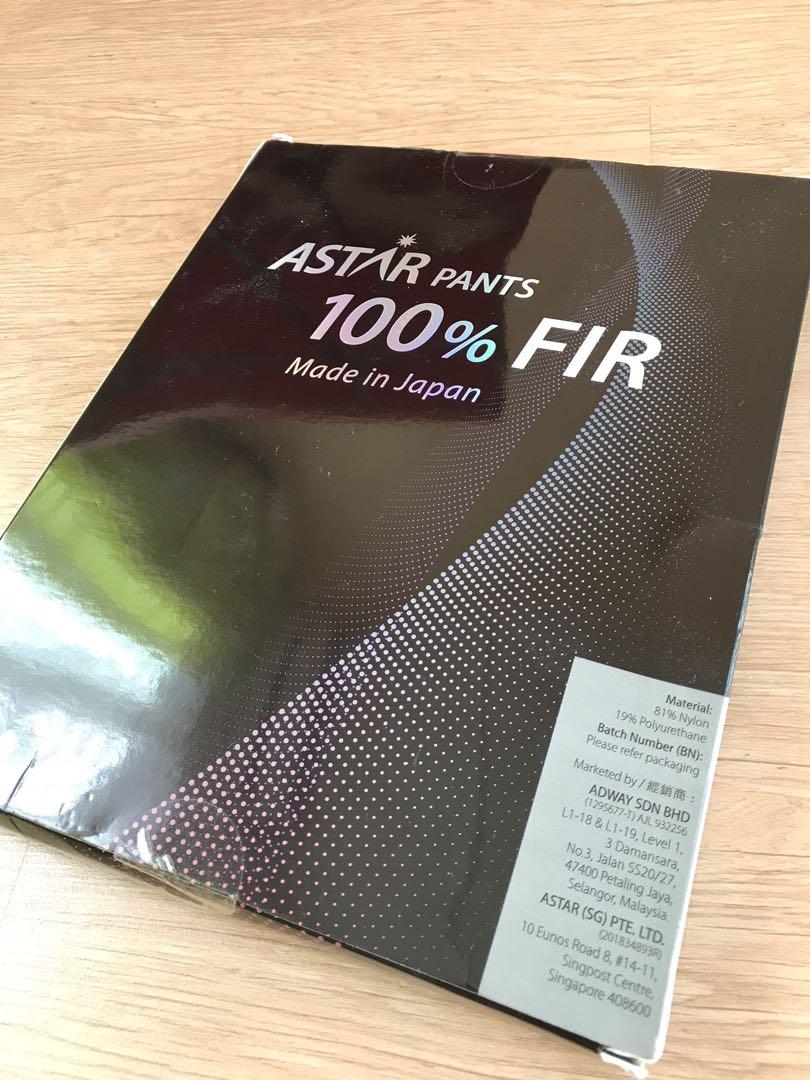 ASTAR PANTS
100% FIR
Made in Japan
Material:
81% Nylon
19% Polyurethane
Batch Number (BN):
Please refer packaging
Marketed by / 經銷商 :
ADWAY SDN BHD
(1295677-T) AJL 932256
L1-18 & L1-19, Level 1,
3 Damansara,
No.3, Jalan SS20/27,
47400 Petaling Jaya,
Selangor, Malaysia.
ASTAR (SG) PTE. LTD.
(201834893R)
10 Eunos Road 8, #14-11,
Singpost Centre,
Singapore 408600